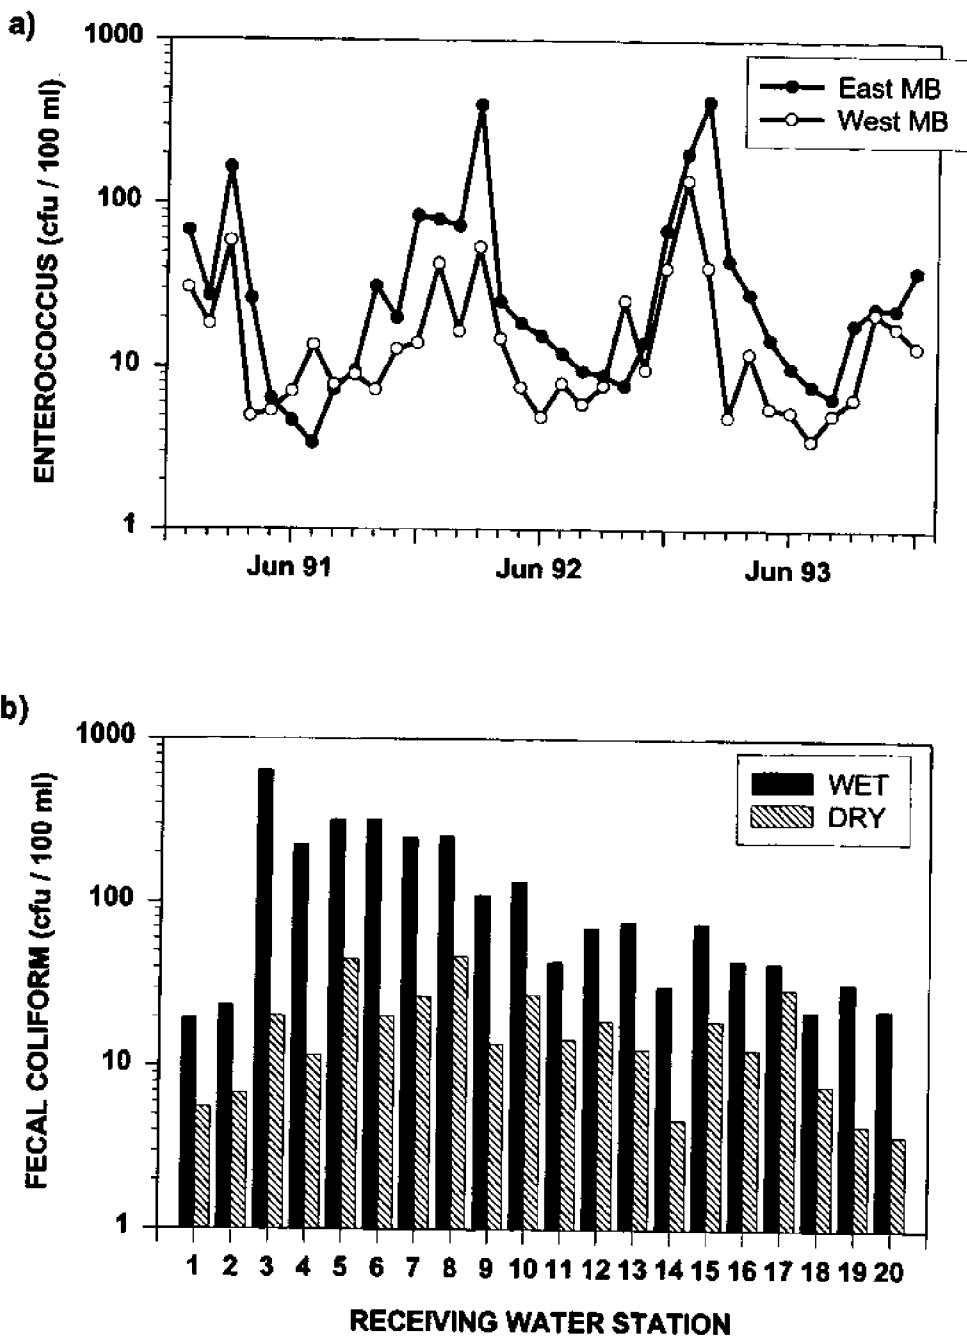 a)
1000
100
10
1
ENTEROCOCCUS (cfu / 100 ml)
East MB
West MB
Jun 91
Jun 92
Jun 93
b)
1000
100
10
1
FECAL COLIFORM (cfu / 100 ml)
WET
DRY
1 2 3 4 5 6 7 8 9 10 11 12 13 14 15 16 17 18 19 20
RECEIVING WATER STATION